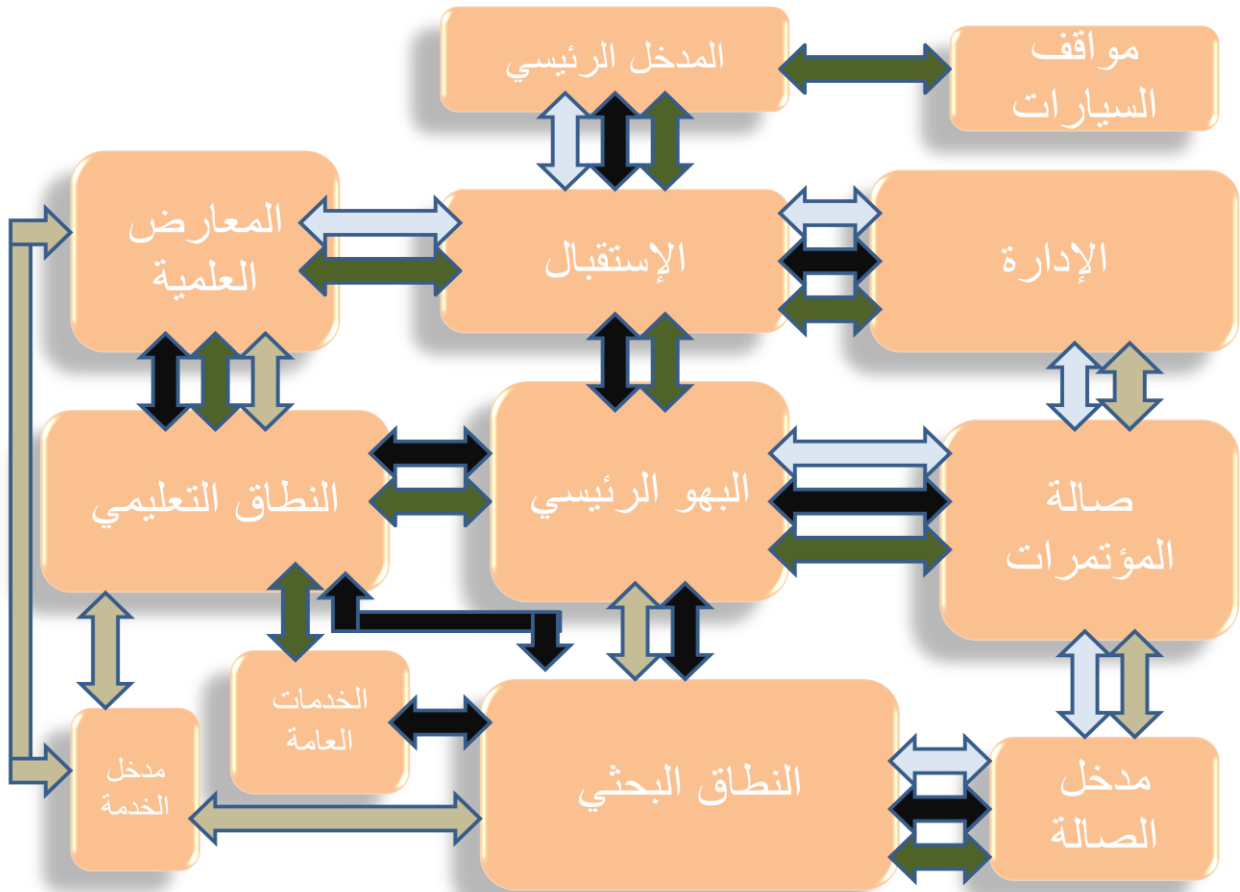 المدخل الرئيسي
مواقف
السيارات
المعارض
العلمية
الإستقبال
الإدارة
النطاق التعليمي
البهو الرئيسي
صالة
المؤتمرات
الخدمات
العامة
مدخل
الخدمة
النطاق البحثي
مدخل
الصالة